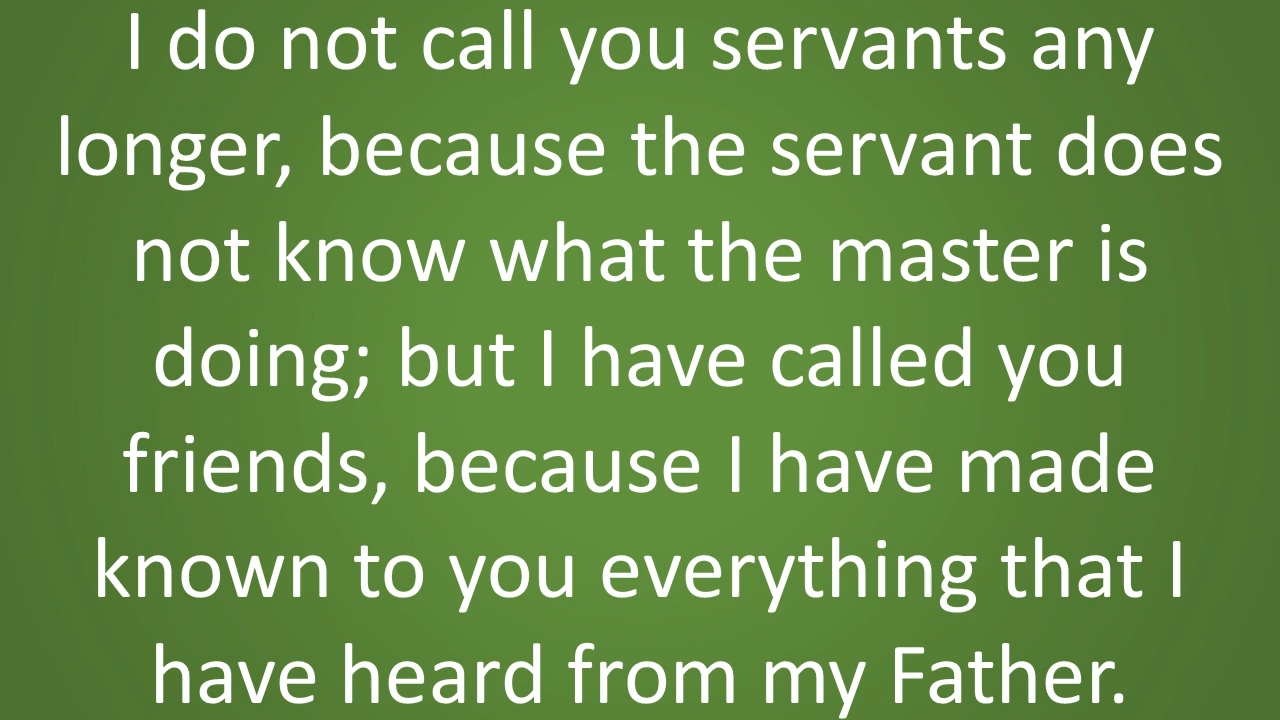 I do not call you servants any
longer, because the servant does
not know what the master is
doing; but I have called you
friends, because I have made
known to you everything that I
have heard from my Father.